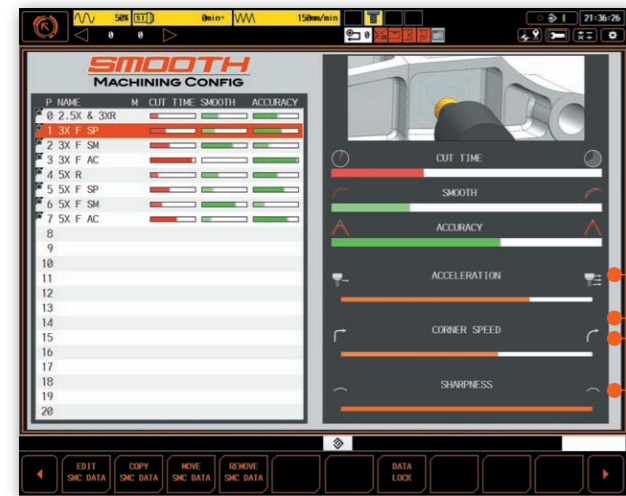 50% 0min⁻¹ 150mm/min 21:36:26
0 0 0
SMOOTH
MACHINING CONFIG
P NAME M CUT TIME SMOOTH ACCURACY
0 2.5X & 3XR
1 3X F SP
2 3X F SM
3 3X F AC
4 5X R
5 5X F SP
6 5X F SM
7 5X F AC
8
9
10
11
12
13
14
15
16
17
18
19
20
CUT TIME
SMOOTH
ACCURACY
ACCELERATION
CORNER SPEED
SHARPNESS
EDIT COPY MOVE REMOVE DATA
SMC DATA SMC DATA SMC DATA SMC DATA LOCK